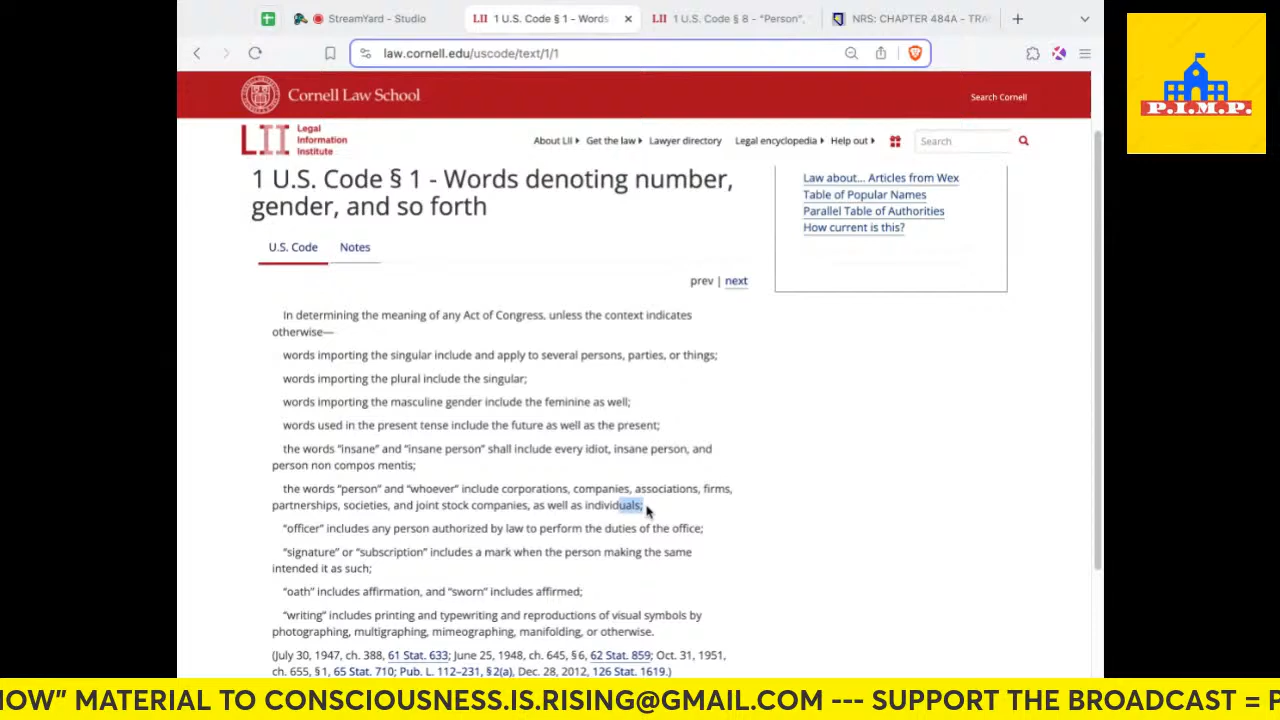 StreamYard - Studio
LII 1 U.S. Code § 1 - Words
LII 1 U.S. Code § 8 - “Person”,
NRS: CHAPTER 484A - TRA
law.cornell.edu/uscode/text/1/1
Cornell Law School
Search Cornell
LII Legal
Information
Institute
About LII
Get the law
Lawyer directory
Legal encyclopedia
Help out
Search
P.I.M.P.
1 U.S. Code § 1 - Words denoting number,
gender, and so forth
Law about... Articles from Wex
Table of Popular Names
Parallel Table of Authorities
How current is this?
U.S. Code
Notes
prev | next
In determining the meaning of any Act of Congress, unless the context indicates
otherwise—
words importing the singular include and apply to several persons, parties, or things;
words importing the plural include the singular;
words importing the masculine gender include the feminine as well;
words used in the present tense include the future as well as the present;
the words “insane” and “insane person” shall include every idiot, insane person, and
person non compos mentis;
the words “person” and “whoever” include corporations, companies, associations, firms,
partnerships, societies, and joint stock companies, as well as individuals;
“officer” includes any person authorized by law to perform the duties of the office;
“signature” or “subscription” includes a mark when the person making the same
intended it as such;
“oath” includes affirmation, and “sworn” includes affirmed;
“writing” includes printing and typewriting and reproductions of visual symbols by
photographing, multigraphing, mimeographing, manifolding, or otherwise.
(July 30, 1947, ch. 388, 61 Stat. 633; June 25, 1948, ch. 645, § 6, 62 Stat. 859; Oct. 31, 1951,
ch. 655, § 1, 65 Stat. 710; Pub. L. 112–231, § 2(a), Dec. 28, 2012, 126 Stat. 1619.)
NOW” MATERIAL TO CONSCIOUSNESS.IS.RISING@GMAIL.COM --- SUPPORT THE BROADCAST =